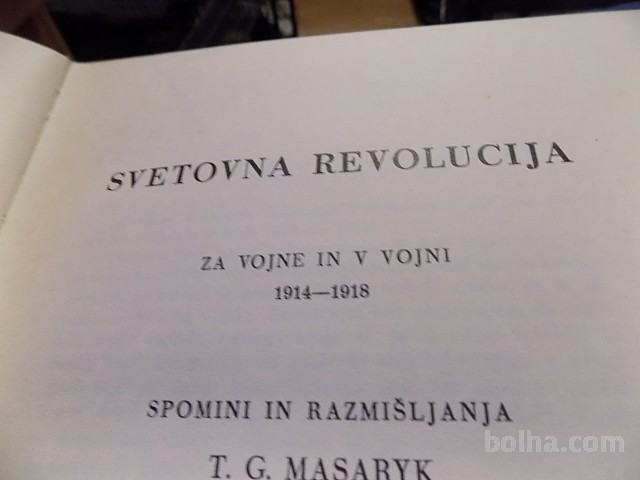 SVETOVNA REVOLUCIJA
ZA VOJNE IN V VOJNI
1914—1918
SPOMINI IN RAZMIŠLJANJA
T. G. MASARYK
bolha.com